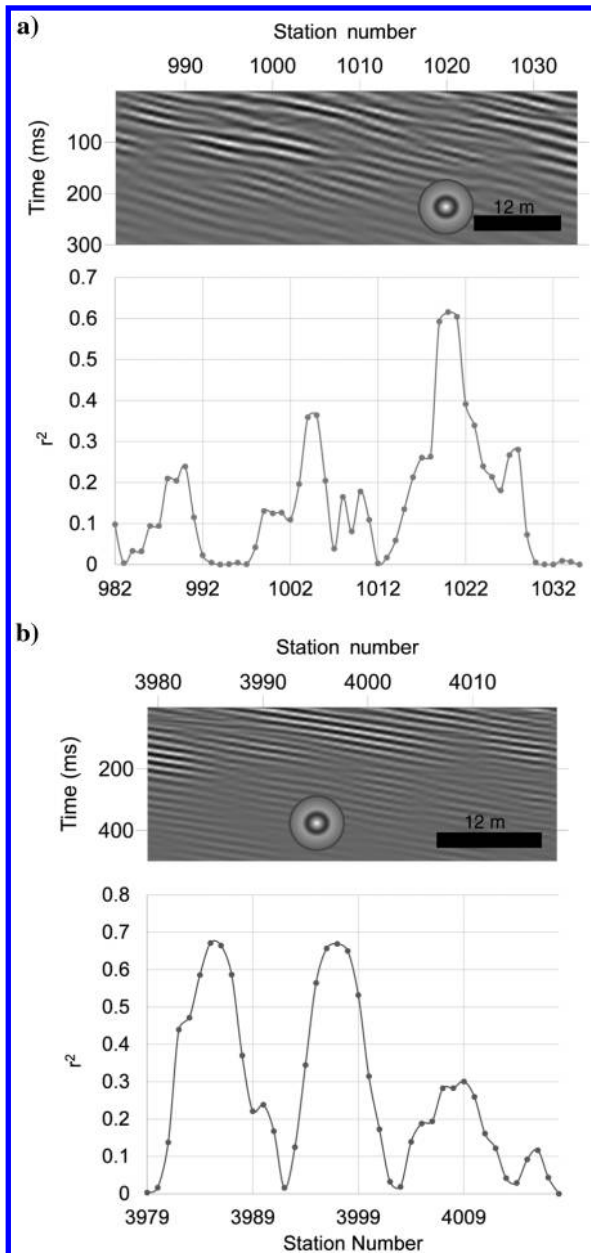 a)
Station number
990 1000 1010 1020 1030
Time (ms)
100
200
300
12 m
r²
0.7
0.6
0.5
0.4
0.3
0.2
0.1
0
982 992 1002 1012 1022 1032
b)
Station number
3980 3990 4000 4010
Time (ms)
200
400
12 m
r²
0.8
0.7
0.6
0.5
0.4
0.3
0.2
0.1
0
3979 3989 3999 4009
Station Number